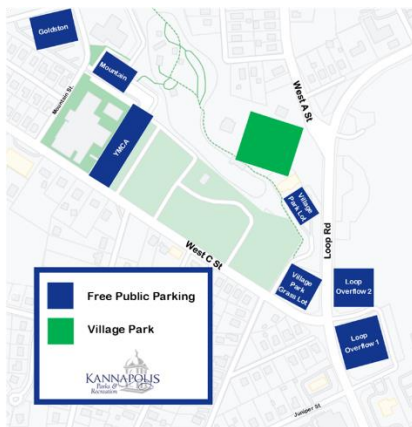 Goldston
Mountain
Mountain St.
YMCA
West A St
Village
Park Lot
Loop Rd
West C St
Village
Park
Grass Lot
Loop
Overflow 2
Loop
Overflow 1
Juniper St.
Free Public Parking
Village Park
KANNAPOLIS
Parks &
Recreation